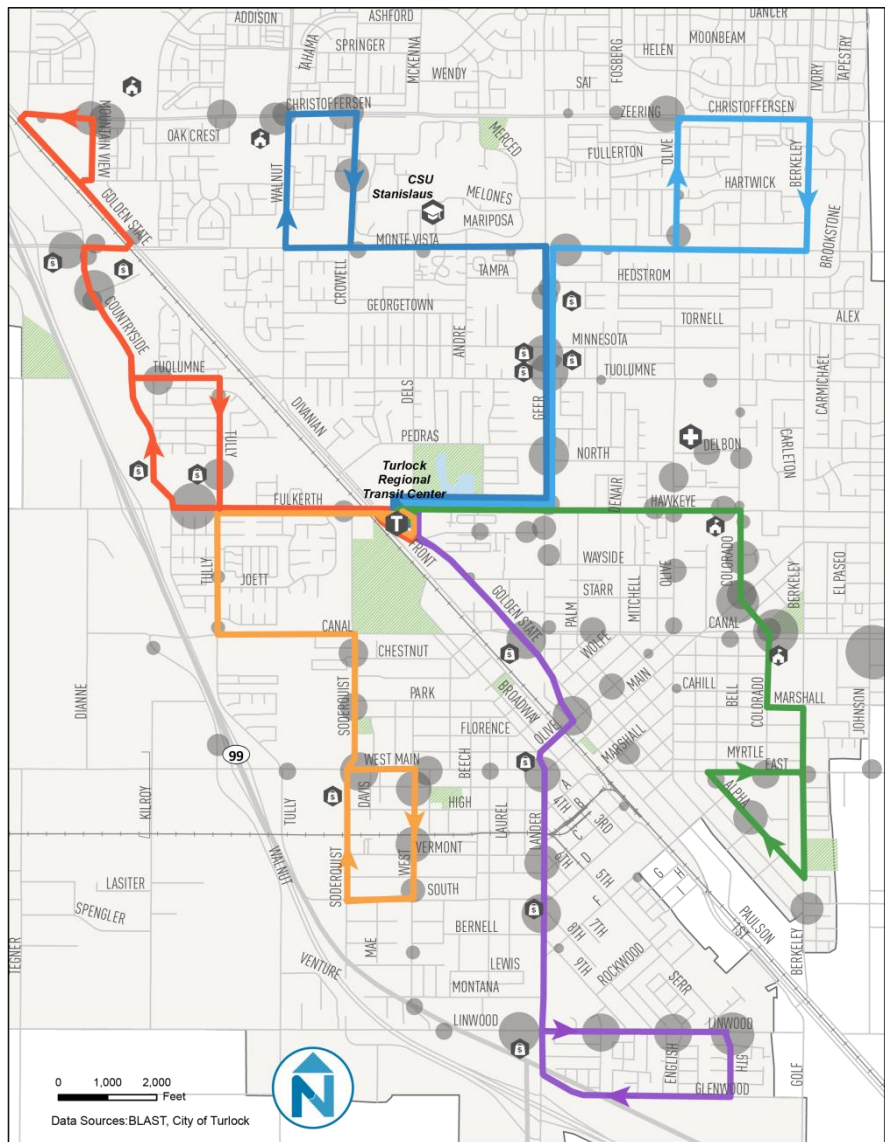 ADDISON
ASHFORD
DANCER
TAHAMA
SPRINGER
MCKENNA
WENDY
FOSBERG
HELEN
MOONBEAM
IVORY
TAPESTRY
SAI
MOUNTAIN VIEW
OAK CREST
CHRISTOFFERSEN
MERCED
ZEERING
CHRISTOFFERSEN
FULLERTON
OLIVE
WALNUT
CSU
Stanislaus
MELONES
MARIPOSA
HARTWICK
BERKELEY
BROOKSTONE
GOLDEN STATE
CROWELL
MONTE VISTA
TAMPA
HEDSTROM
COUNTRYSIDE
GEORGETOWN
ANDRE
TORNELL
ALEX
MINNESOTA
TUOLUMNE
TUOLUMNE
CARMICHAEL
DIVANIAN
DELS
GEER
TULLY
PEDRAS
NORTH
DELBON
CARLETON
Turlock
Regional
Transit Center
FULKERTH
DENAIR
HAWKEYE
T
FRONT
WAYSIDE
COLORADO
TULLY
JOETT
STARR
MITCHELL
OLIVE
BERKELEY
EL PASEO
GOLDEN STATE
PALM
CANAL
CANAL
CHESTNUT
WOLFE
MAIN
CAHILL
BELL
COLORADO
MARSHALL
JOHNSON
DIANNE
SODERQUIST
PARK
BROADWAY
OLIVE
MARSHALL
FLORENCE
MYRTLE
EAST
99
WEST MAIN
BEECH
ALPHA
KILROY
TULLY
DAVIS
HIGH
LAUREL
LANDER
A
4TH
B
3RD
C
D
WALNUT
SODERQUIST
WEST
VERMONT
6TH
5TH
G
H
LASITER
SOUTH
F
SPENGLER
7TH
1ST
PAULSON
BERNELL
8TH
TEGNER
MAE
VENTURE
LEWIS
9TH
ROCKWOOD
SERR
BERKELEY
MONTANA
LINWOOD
LINWOOD
ENGLISH
5TH
GOLF
GLENWOOD
N
0 1,000 2,000
Feet
Data Sources:BLAST, City of Turlock